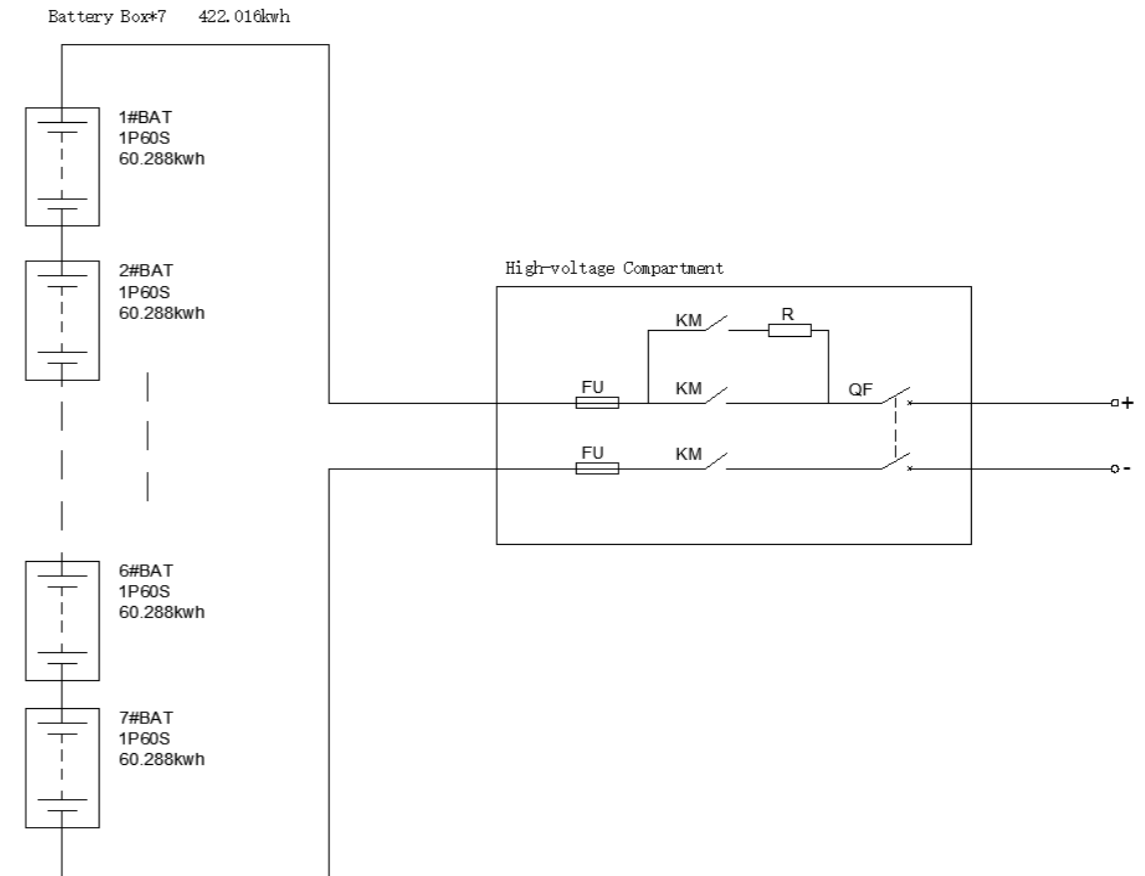 Battery Box*7 422.016kwh
1#BAT
1P60S
60.288kwh
2#BAT
1P60S
60.288kwh
High-voltage Compartment
KM
R
FU
KM
QF
+
FU
KM
-
6#BAT
1P60S
60.288kwh
7#BAT
1P60S
60.288kwh